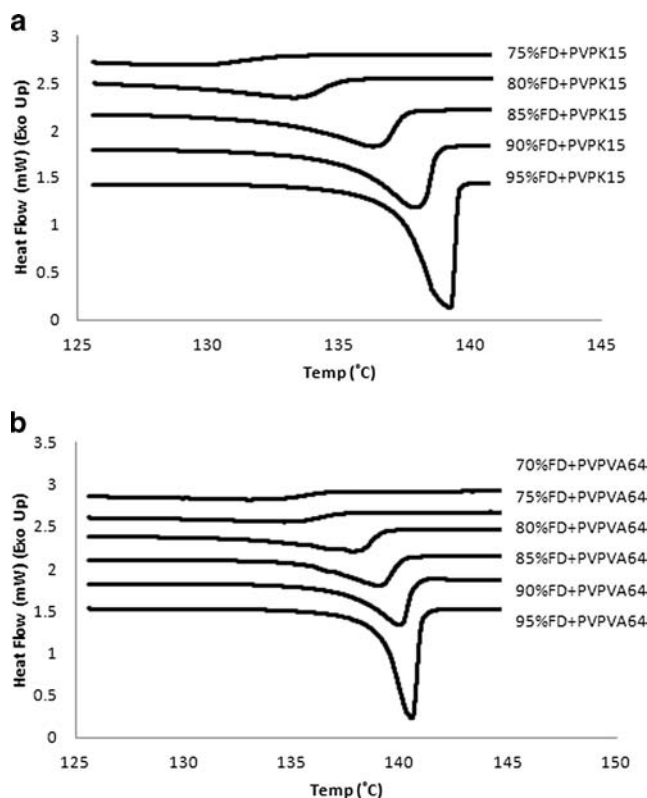 a
3
2.5
2
1.5
1
0.5
0
Heat Flow (mW) (Exo Up)
75%FD+PVPK15
80%FD+PVPK15
85%FD+PVPK15
90%FD+PVPK15
95%FD+PVPK15
125 130 135 140 145
Temp (˚C)
b
3.5
3
2.5
2
1.5
1
0.5
0
Heat Flow (mW) (Exo Up)
70%FD+PVPVA64
75%FD+PVPVA64
80%FD+PVPVA64
85%FD+PVPVA64
90%FD+PVPVA64
95%FD+PVPVA64
125 130 135 140 145 150
Temp (˚C)